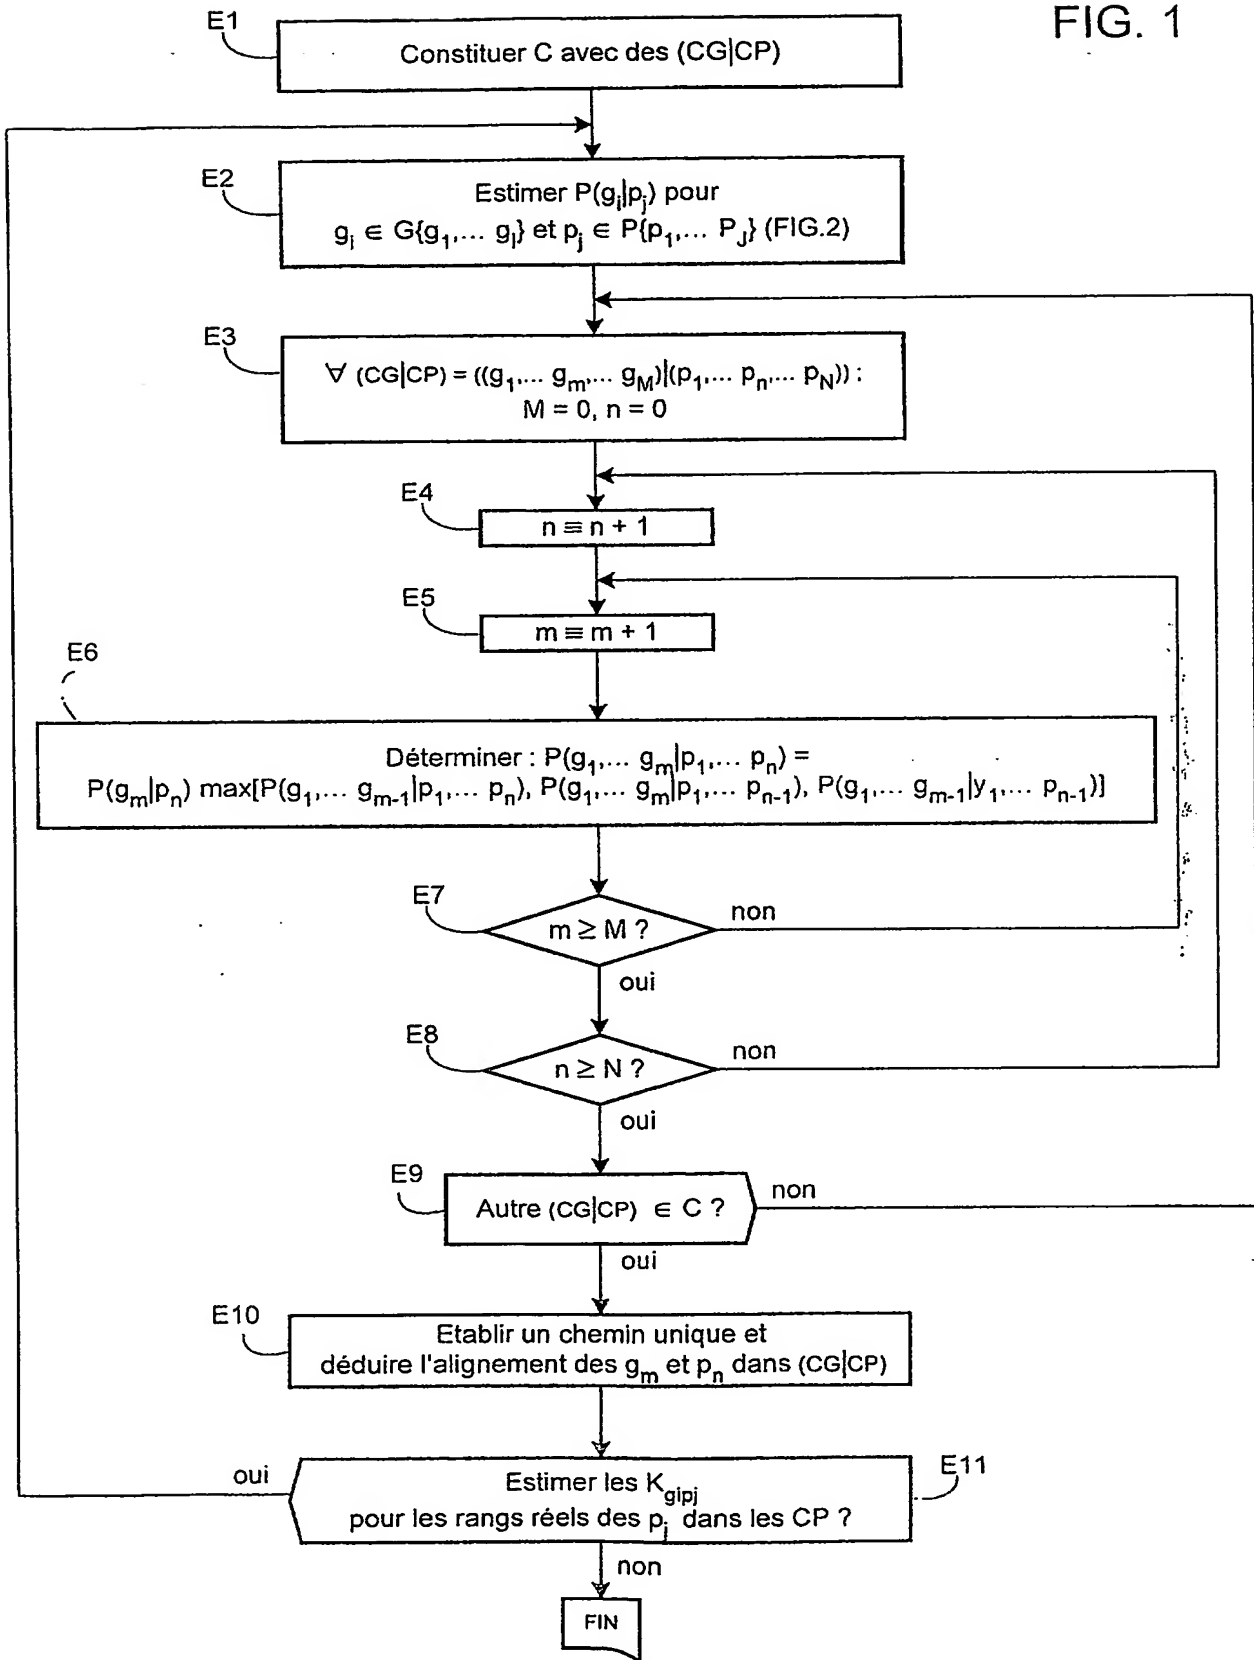 FIG. 1
E1
Constituer C avec des (CG|CP)
E2
Estimer P(g_i|p_j) pour
g_i ∈ G{g_1,... g_I} et p_j ∈ P{p_1,... P_J} (FIG.2)
E3
∀ (CG|CP) = ((g_1,... g_m,... g_M)|(p_1,... p_n,... p_N)) :
M = 0, n = 0
E4
n ≡ n + 1
E5
m ≡ m + 1
E6
Déterminer : P(g_1,... g_m|p_1,... p_n) =
P(g_m|p_n) max[P(g_1,... g_{m-1}|p_1,... p_n), P(g_1,... g_m|p_1,... p_{n-1}), P(g_1,... g_{m-1}|y_1,... p_{n-1})]
E7
m ≥ M ?
non
oui
E8
n ≥ N ?
non
oui
E9
Autre (CG|CP) ∈ C ?
non
oui
E10
Etablir un chemin unique et
déduire l'alignement des g_m et p_n dans (CG|CP)
oui
E11
Estimer les K_gipj
pour les rangs réels des p_j dans les CP ?
non
FIN